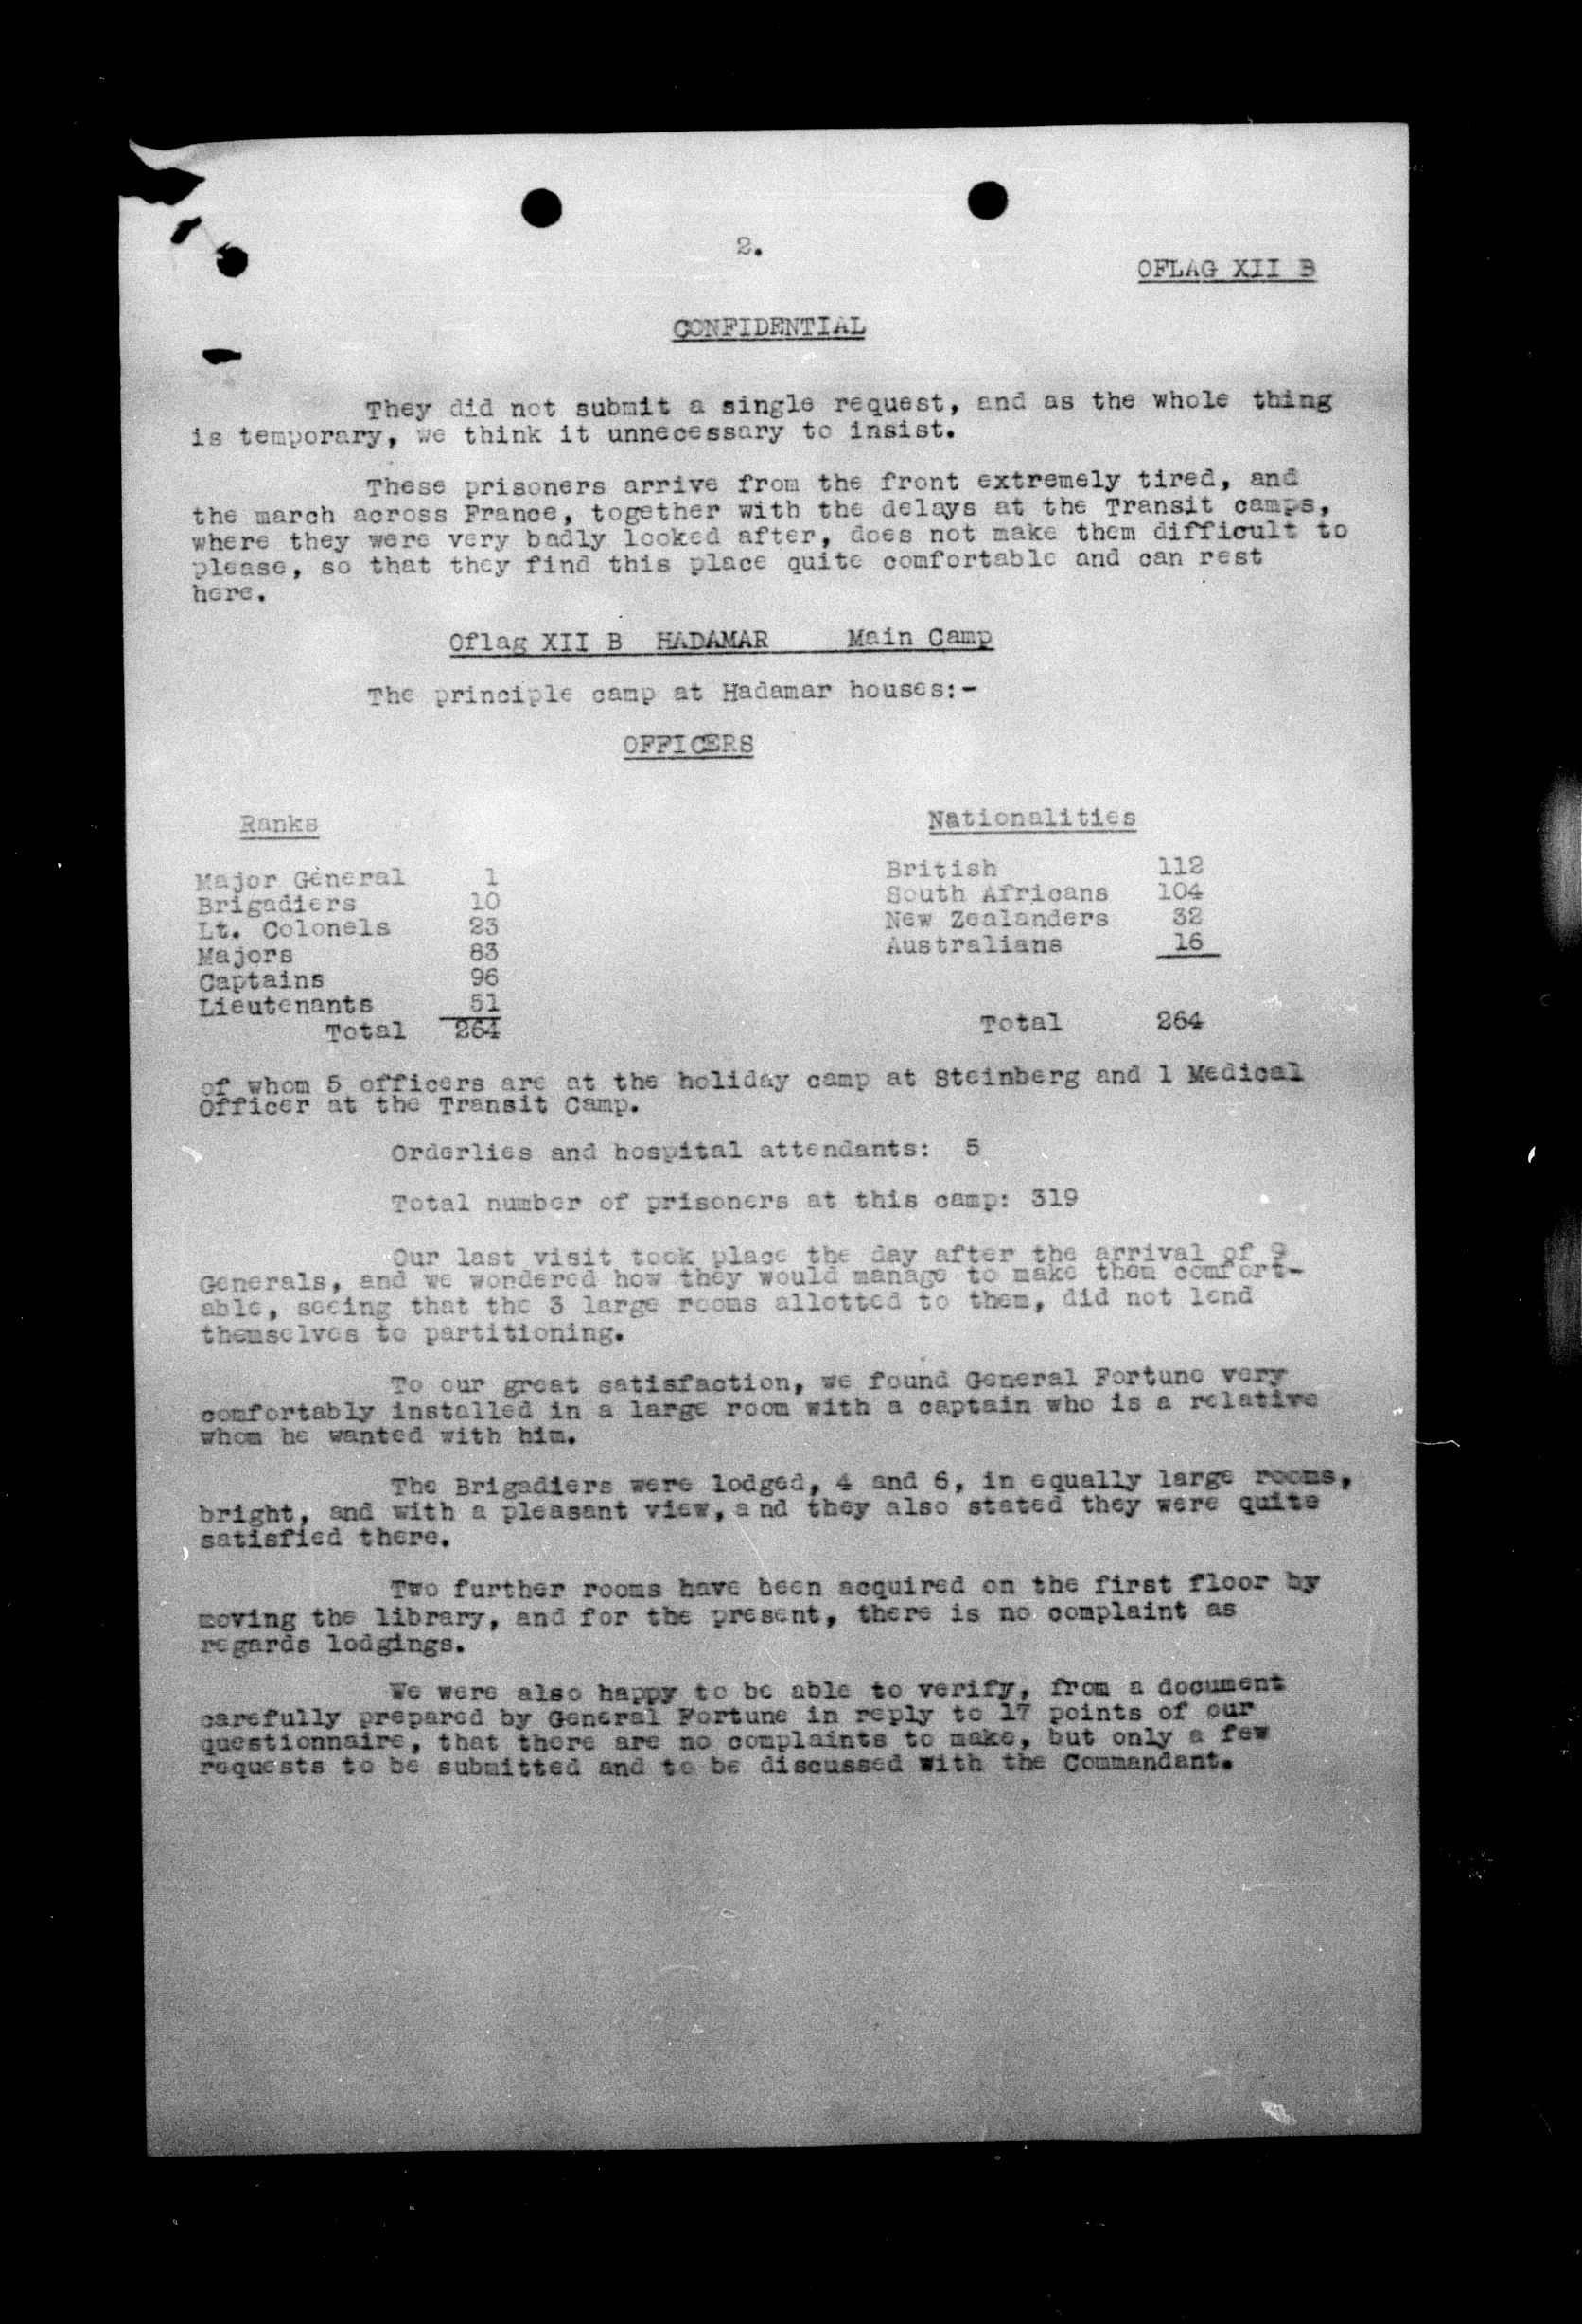 2.
OFLAG XII B
CONFIDENTIAL
They did not submit a single request, and as the whole thing
is temporary, we think it unnecessary to insist.
These prisoners arrive from the front extremely tired, and
the march across France, together with the delays at the Transit camps,
where they were very badly looked after, does not make them difficult to
please, so that they find this place quite comfortable and can rest
here.
Oflag XII B HADAMAR Main Camp
The principle camp at Hadamar houses:-
OFFICERS
Ranks Nationalities
Major General 1 British 112
Brigadiers 10 South Africans 104
Lt. Colonels 23 New Zealanders 32
Majors 83 Australians 16
Captains 96
Lieutenants 51
Total 264 Total 264
of whom 5 officers are at the holiday camp at Steinberg and 1 Medical
Officer at the Transit Camp.
Orderlies and hospital attendants: 5
Total number of prisoners at this camp: 319
Our last visit took place the day after the arrival of 9
Generals, and we wondered how they would manage to make them comfort-
able, seeing that the 3 large rooms allotted to them, did not lend
themselves to partitioning.
To our great satisfaction, we found General Fortune very
comfortably installed in a large room with a captain who is a relative
whom he wanted with him.
The Brigadiers were lodged, 4 and 6, in equally large rooms,
bright, and with a pleasant view, and they also stated they were quite
satisfied there.
Two further rooms have been acquired on the first floor by
moving the library, and for the present, there is no complaint as
regards lodgings.
We were also happy to be able to verify, from a document
carefully prepared by General Fortune in reply to 17 points of our
questionnaire, that there are no complaints to make, but only a few
requests to be submitted and to be discussed with the Commandant.